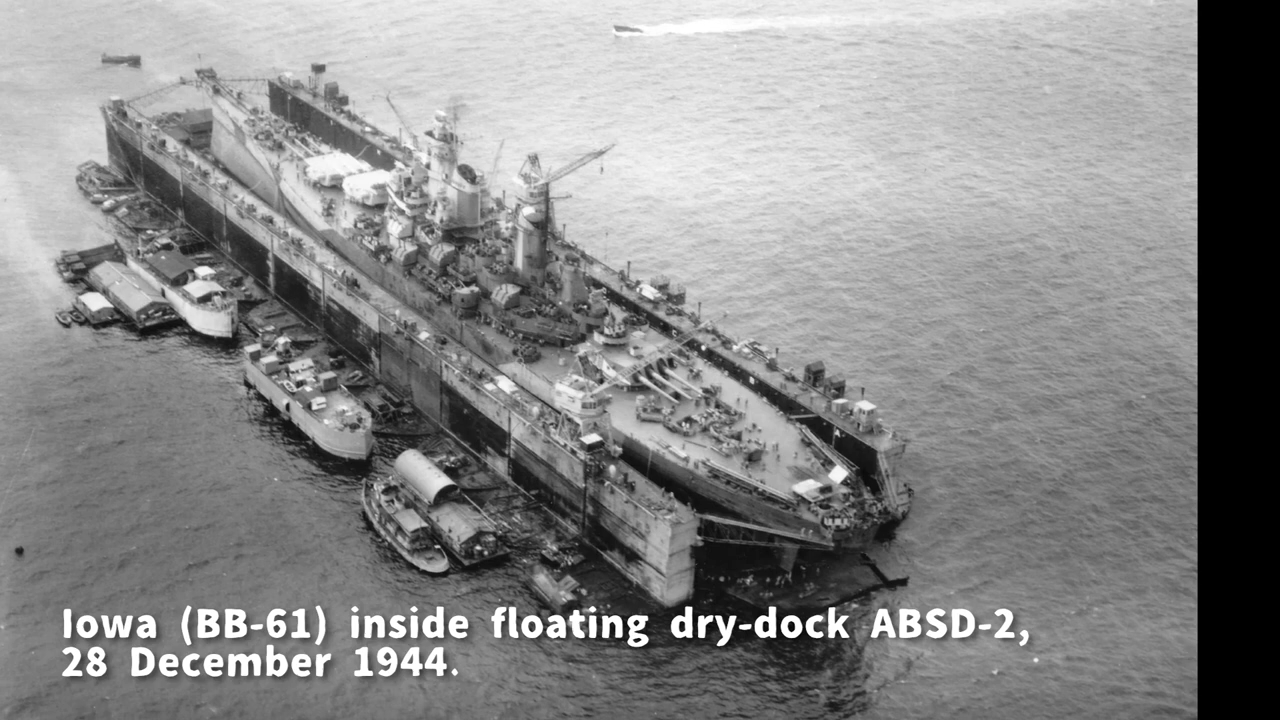 Iowa (BB-61) inside floating dry-dock ABSD-2,
28 December 1944.